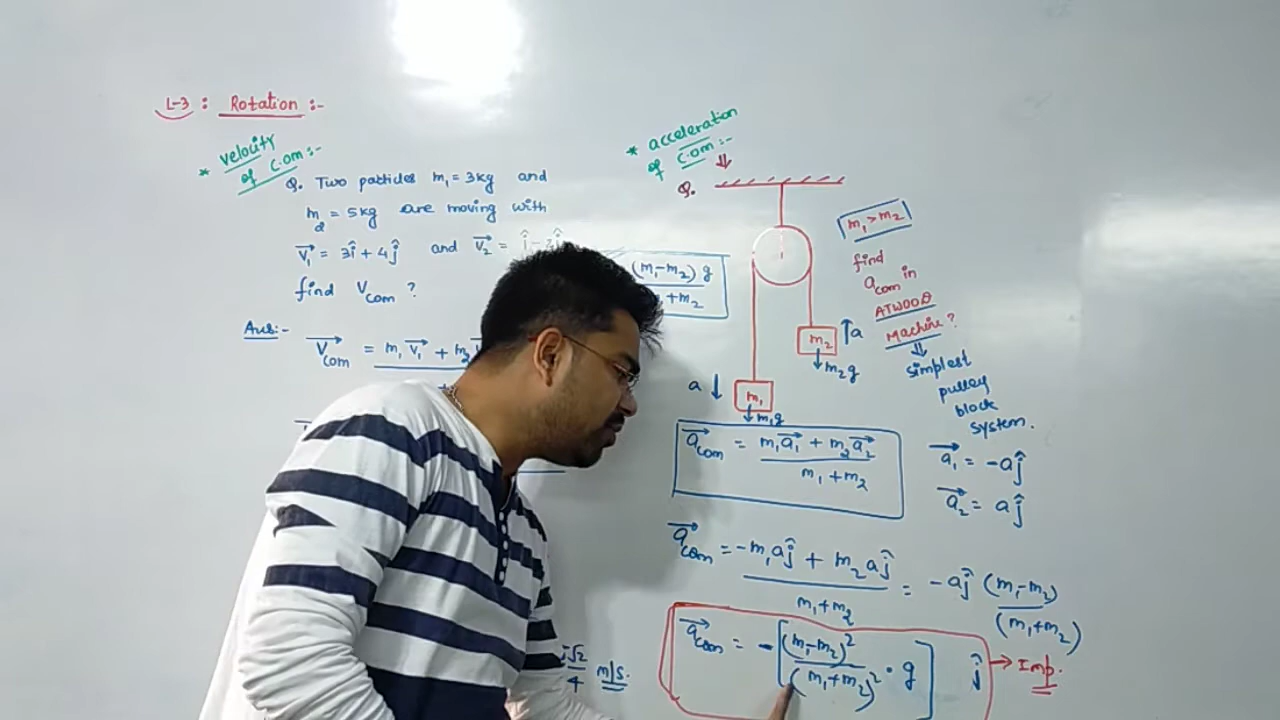 L-3 : Rotation :-
* velocity
of C.om :-
Q. Two particles m₁ = 3kg and
m₂ = 5kg are moving with
v₁ = 3î + 4ĵ and v₂ = î -
find Vcom ?
Ans:-
Vcom = m₁v₁ + m₂
√2/4 m/s.
(m₁-m₂) g
+ m₂
* acceleration
of C.om :-
Q.
m₁ > m₂
find
acom in
ATWOOD
Machine ?
simplest
pulley
block
system.
m₂ a
m₂g
a m₁
m₁g
acom = m₁a₁ + m₂a₂
m₁ + m₂
a₁ = -aĵ
a₂ = aĵ
acom = -m₁aĵ + m₂aĵ / m₁+m₂ = -aĵ (m₁-m₂) / (m₁+m₂)
acom = - [(m₁-m₂)² / (m₁+m₂)² · g] ĵ → Imp.